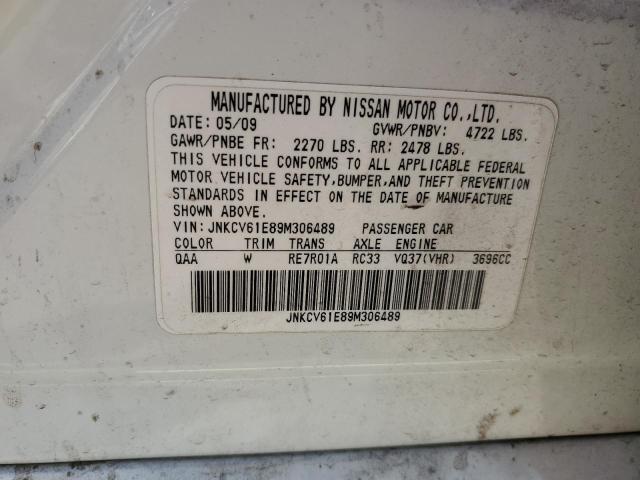 MANUFACTURED BY NISSAN MOTOR CO.,LTD.
DATE: 05/09 GVWR/PNBV: 4722 LBS.
GAWR/PNBE FR: 2270 LBS. RR: 2478 LBS.
THIS VEHICLE CONFORMS TO ALL APPLICABLE FEDERAL
MOTOR VEHICLE SAFETY,BUMPER,AND THEFT PREVENTION
STANDARDS IN EFFECT ON THE DATE OF MANUFACTURE
SHOWN ABOVE.
VIN: JNKCV61E89M306489 PASSENGER CAR
COLOR TRIM TRANS AXLE ENGINE
QAA W RE7R01A RC33 VQ37(VHR) 3696CC
JNKCV61E89M306489